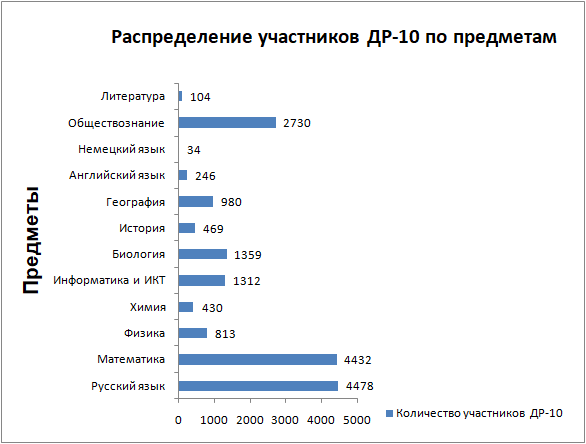 Распределение участников ДР-10 по предметам
Предметы
Литература 104
Обществознание 2730
Немецкий язык 34
Английский язык 246
География 980
История 469
Биология 1359
Информатика и ИКТ 1312
Химия 430
Физика 813
Математика 4432
Русский язык 4478
0 1000 2000 3000 4000 5000
Количество участников ДР-10